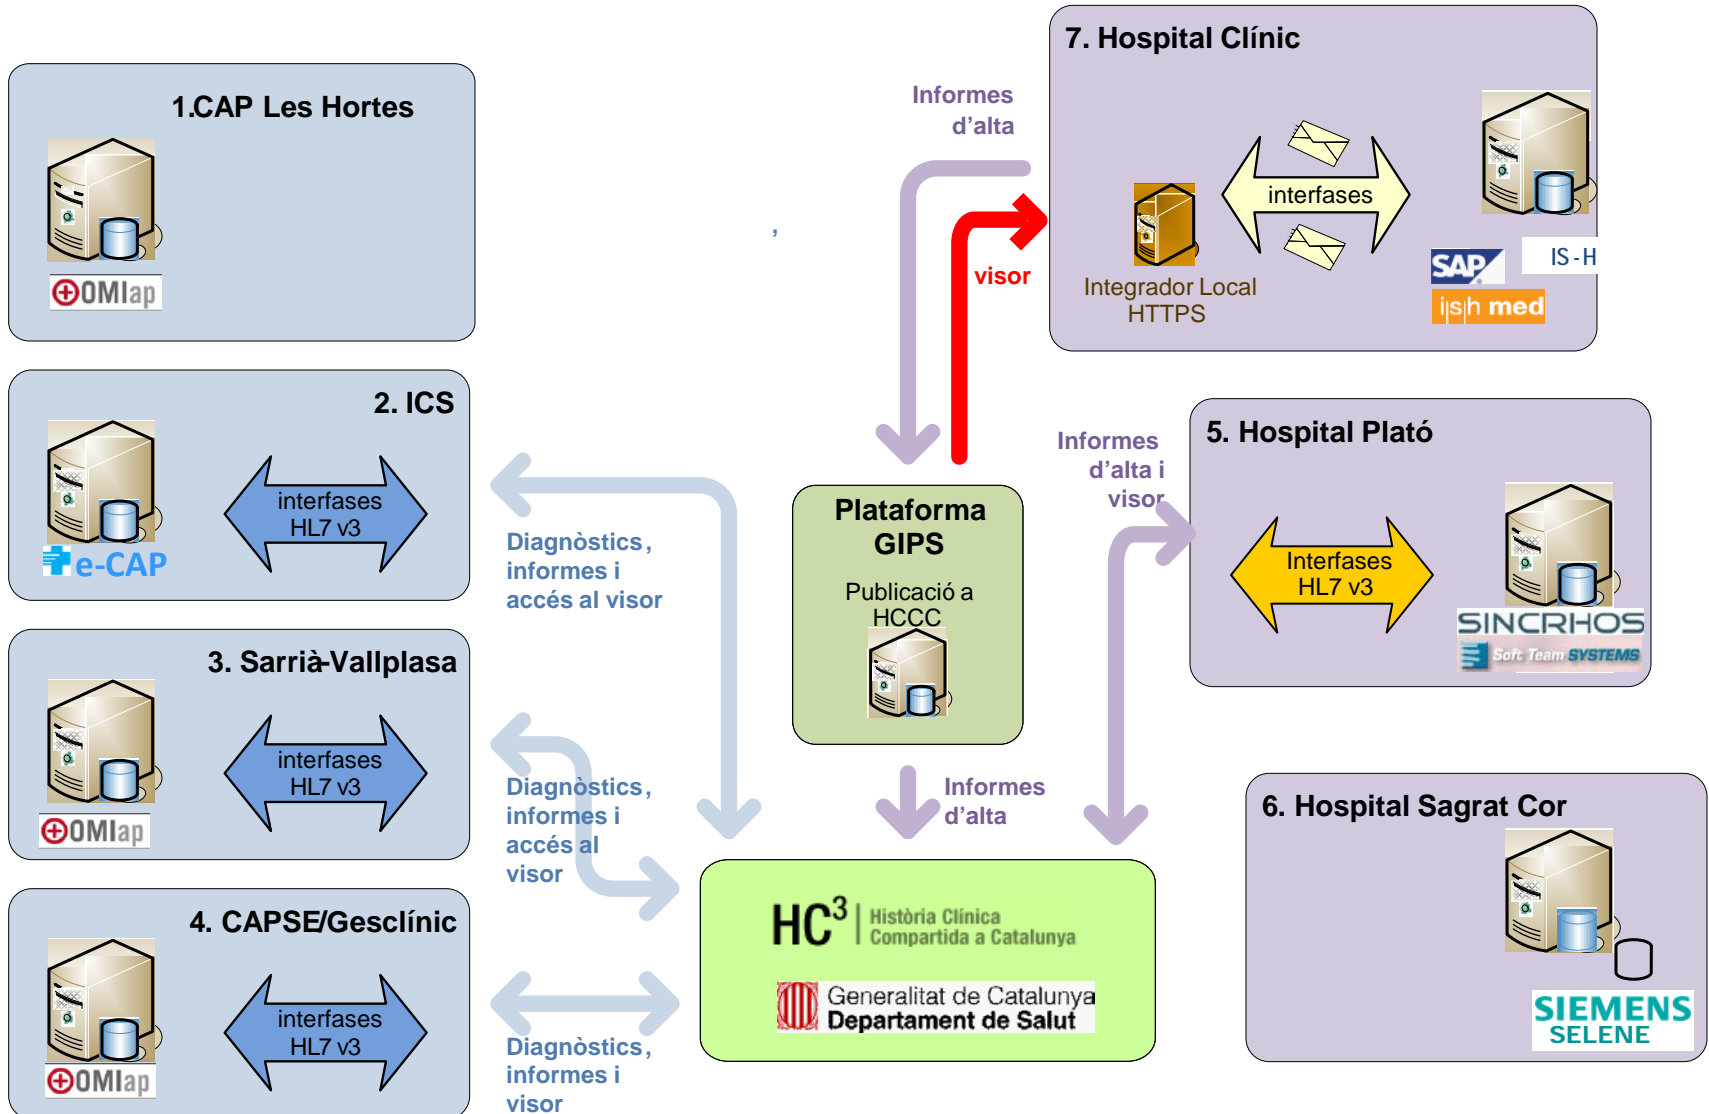 1.CAP Les Hortes
OMIap
2. ICS
interfases
HL7 v3
e-CAP
Diagnòstics,
informes i
accés al visor
3. Sarrià-Vallplasa
interfases
HL7 v3
OMIap
Diagnòstics,
informes i
accés al
visor
4. CAPSE/Gesclínic
interfases
HL7 v3
OMIap
Diagnòstics,
informes i
visor
,
Informes
d’alta
visor
Plataforma
GIPS
Publicació a
HCCC
Informes
d’alta
HC³
Història Clínica
Compartida a Catalunya
Generalitat de Catalunya
Departament de Salut
7. Hospital Clínic
interfases
Integrador Local
HTTPS
SAP
IS-H
i|s|h med
Informes
d’alta i
visor
5. Hospital Plató
Interfases
HL7 v3
SINCRHOS
Soft Team SYSTEMS
6. Hospital Sagrat Cor
SIEMENS
SELENE